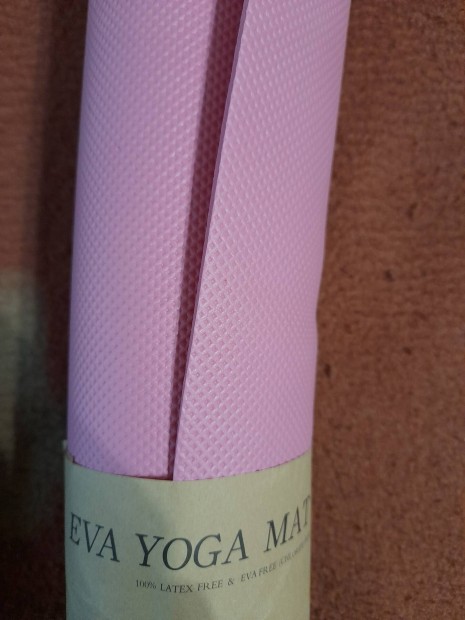 EVA YOGA MAT
100% LATEX FREE & EVA FREE